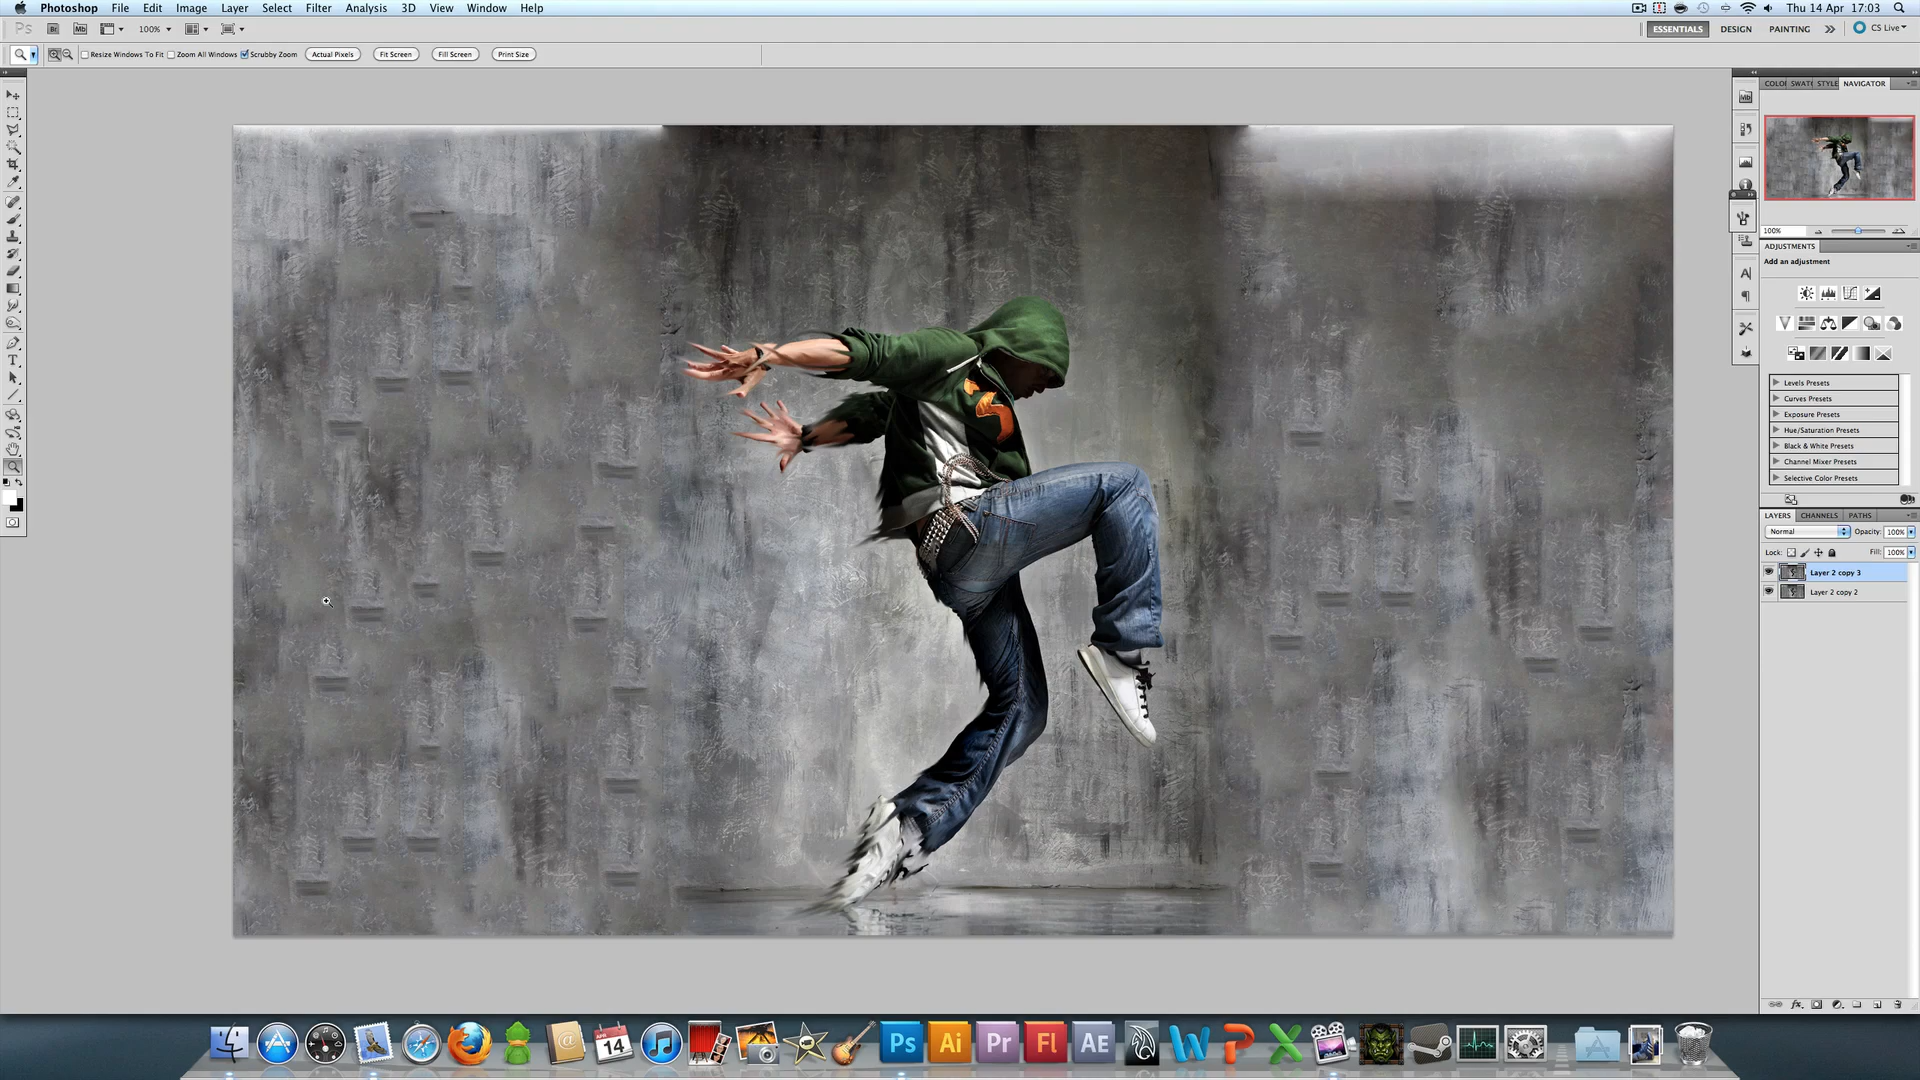 Photoshop File Edit Image Layer Select Filter Analysis 3D View Window Help Thu 14 Apr 17:03
Ps Br Mb 100% ESSENTIALS DESIGN PAINTING CS Live
Resize Windows To Fit Zoom All Windows Scrubby Zoom Actual Pixels Fit Screen Fill Screen Print Size
NAVIGATOR
100%
ADJUSTMENTS
Add an adjustment
Levels Presets
Curves Presets
Exposure Presets
Hue/Saturation Presets
Black & White Presets
Channel Mixer Presets
Selective Color Presets
LAYERS CHANNELS PATHS
Normal Opacity: 100%
Lock: Fill: 100%
Layer 2 copy 3
Layer 2 copy 2
14
Ps Ai Pr Fl AE